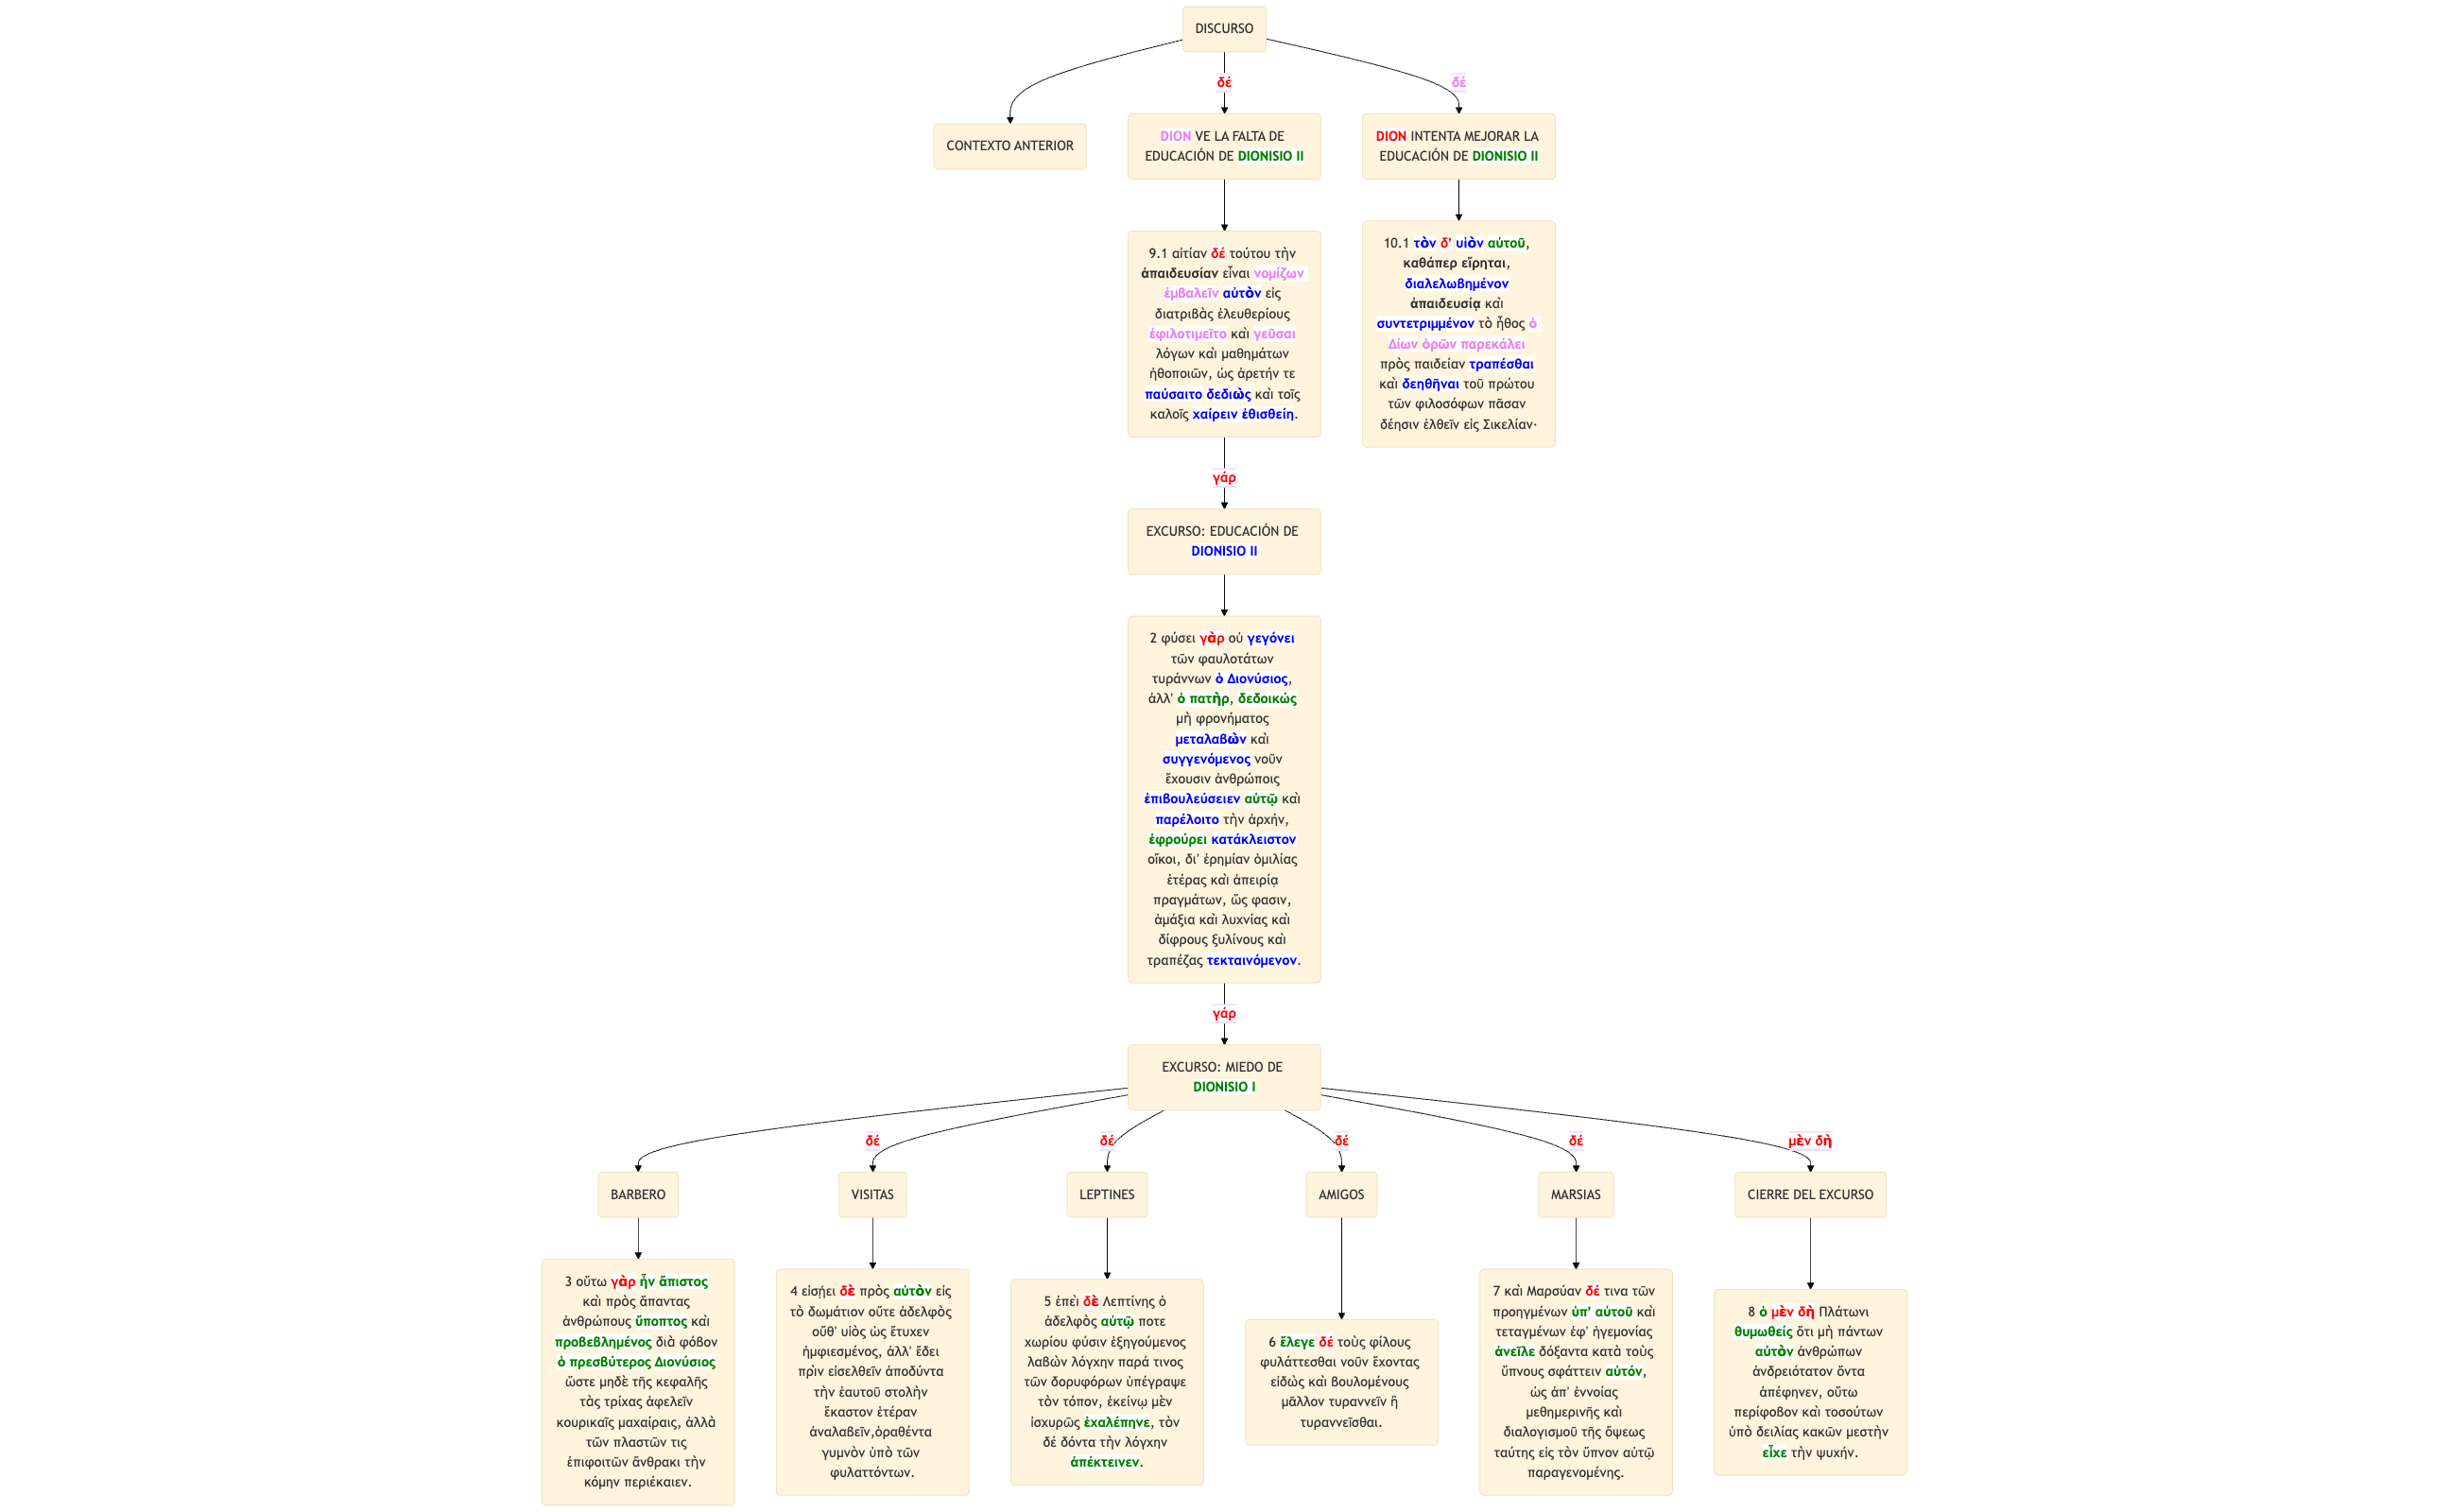 DISCURSO
δέ
δέ
CONTEXTO ANTERIOR
DION VE LA FALTA DE
EDUCACIÓN DE DIONISIO II
DION INTENTA MEJORAR LA
EDUCACIÓN DE DIONISIO II
9.1 αἰτίαν δέ τούτου τὴν
ἀπαιδευσίαν εἶναι νομίζων
ἐμβαλεῖν αὐτὸν εἰς
διατριβὰς ἐλευθερίους
ἐφιλοτιμεῖτο καὶ γεῦσαι
λόγων καὶ μαθημάτων
ἠθοποιῶν, ὡς ἀρετήν τε
παύσαιτο δεδιὼς καὶ τοῖς
καλοῖς χαίρειν ἐθισθείη.
10.1 τὸν δ’ υἱὸν αὐτοῦ,
καθάπερ εἴρηται,
διαλελωβημένον
ἀπαιδευσίᾳ καὶ
συντετριμμένον τὸ ἦθος ὁ
Δίων ὁρῶν παρεκάλει
πρὸς παιδείαν τραπέσθαι
καὶ δεηθῆναι τοῦ πρώτου
τῶν φιλοσόφων πᾶσαν
δέησιν ἐλθεῖν εἰς Σικελίαν·
γάρ
EXCURSO: EDUCACIÓN DE
DIONISIO II
2 φύσει γὰρ οὐ γεγόνει
τῶν φαυλοτάτων
τυράννων ὁ Διονύσιος,
ἀλλ' ὁ πατὴρ, δεδοικώς
μὴ φρονήματος
μεταλαβὼν καὶ
συγγενόμενος νοῦν
ἔχουσιν ἀνθρώποις
ἐπιβουλεύσειεν αὐτῷ καὶ
παρέλοιτο τὴν ἀρχήν,
ἐφρούρει κατάκλειστον
οἴκοι, δι' ἐρημίαν ὁμιλίας
ἑτέρας καὶ ἀπειρίᾳ
πραγμάτων, ὥς φασιν,
ἁμάξια καὶ λυχνίας καὶ
δίφρους ξυλίνους καὶ
τραπέζας τεκταινόμενον.
γάρ
EXCURSO: MIEDO DE
DIONISIO I
δέ
δέ
δέ
δέ
μὲν δὴ
BARBERO
VISITAS
LEPTINES
AMIGOS
MARSIAS
CIERRE DEL EXCURSO
3 οὕτω γὰρ ἦν ἄπιστος
καὶ πρὸς ἅπαντας
ἀνθρώπους ὕποπτος καὶ
προβεβλημένος διὰ φόβον
ὁ πρεσβύτερος Διονύσιος
ὥστε μηδὲ τῆς κεφαλῆς
τὰς τρίχας ἀφελεῖν
κουρικαῖς μαχαίραις, ἀλλὰ
τῶν πλαστῶν τις
ἐπιφοιτῶν ἄνθρακι τὴν
κόμην περιέκαιεν.
4 εἰσῄει δὲ πρὸς αὐτὸν εἰς
τὸ δωμάτιον οὔτε ἀδελφὸς
οὔθ' υἱὸς ὡς ἔτυχεν
ἠμφιεσμένος, ἀλλ' ἔδει
πρὶν εἰσελθεῖν ἀποδύντα
τὴν ἑαυτοῦ στολὴν
ἕκαστον ἑτέραν
ἀναλαβεῖν,ὁραθέντα
γυμνὸν ὑπὸ τῶν
φυλαττόντων.
5 ἐπεὶ δὲ Λεπτίνης ὁ
ἀδελφὸς αὐτῷ ποτε
χωρίου φύσιν ἐξηγούμενος
λαβὼν λόγχην παρά τινος
τῶν δορυφόρων ὑπέγραψε
τὸν τόπον, ἐκείνῳ μὲν
ἰσχυρῶς ἐχαλέπηνε, τὸν
δέ δόντα τὴν λόγχην
ἀπέκτεινεν.
6 ἔλεγε δέ τοὺς φίλους
φυλάττεσθαι νοῦν ἔχοντας
εἰδὼς καὶ βουλομένους
μᾶλλον τυραννεῖν ἢ
τυραννεῖσθαι.
7 καὶ Μαρσύαν δέ τινα τῶν
προηγμένων ὑπ’ αὐτοῦ καὶ
τεταγμένων ἐφ' ἡγεμονίας
ἀνεῖλε δόξαντα κατὰ τοὺς
ὕπνους σφάττειν αὐτόν,
ὡς ἀπ' ἐννοίας
μεθημερινῆς καὶ
διαλογισμοῦ τῆς ὄψεως
ταύτης εἰς τὸν ὕπνον αὐτῷ
παραγενομένης.
8 ὁ μὲν δὴ Πλάτωνι
θυμωθείς ὅτι μὴ πάντων
αὐτὸν ἀνθρώπων
ἀνδρειότατον ὄντα
ἀπέφηνεν, οὕτω
περίφοβον καὶ τοσούτων
ὑπὸ δειλίας κακῶν μεστὴν
εἶχε τὴν ψυχήν.